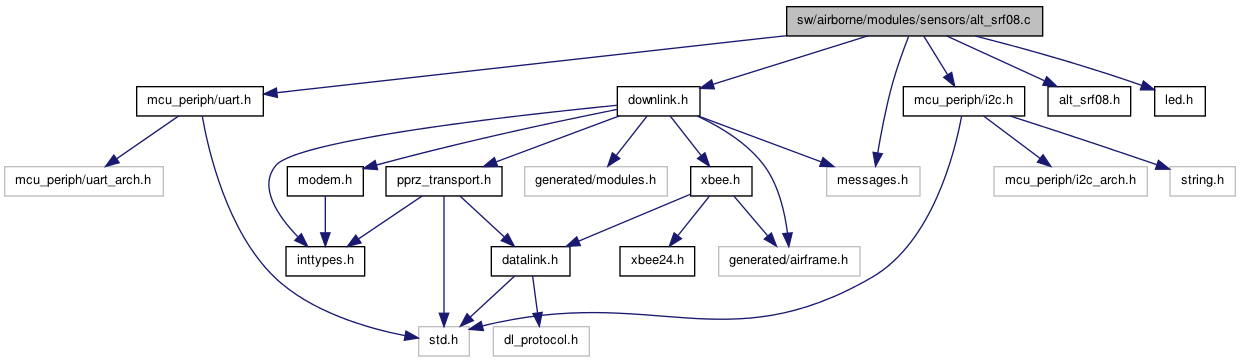 sw/airborne/modules/sensors/alt_srf08.c
mcu_periph/uart.h
downlink.h
mcu_periph/i2c.h
alt_srf08.h
led.h
mcu_periph/uart_arch.h
modem.h
pprz_transport.h
generated/modules.h
xbee.h
messages.h
mcu_periph/i2c_arch.h
string.h
inttypes.h
datalink.h
xbee24.h
generated/airframe.h
std.h
dl_protocol.h